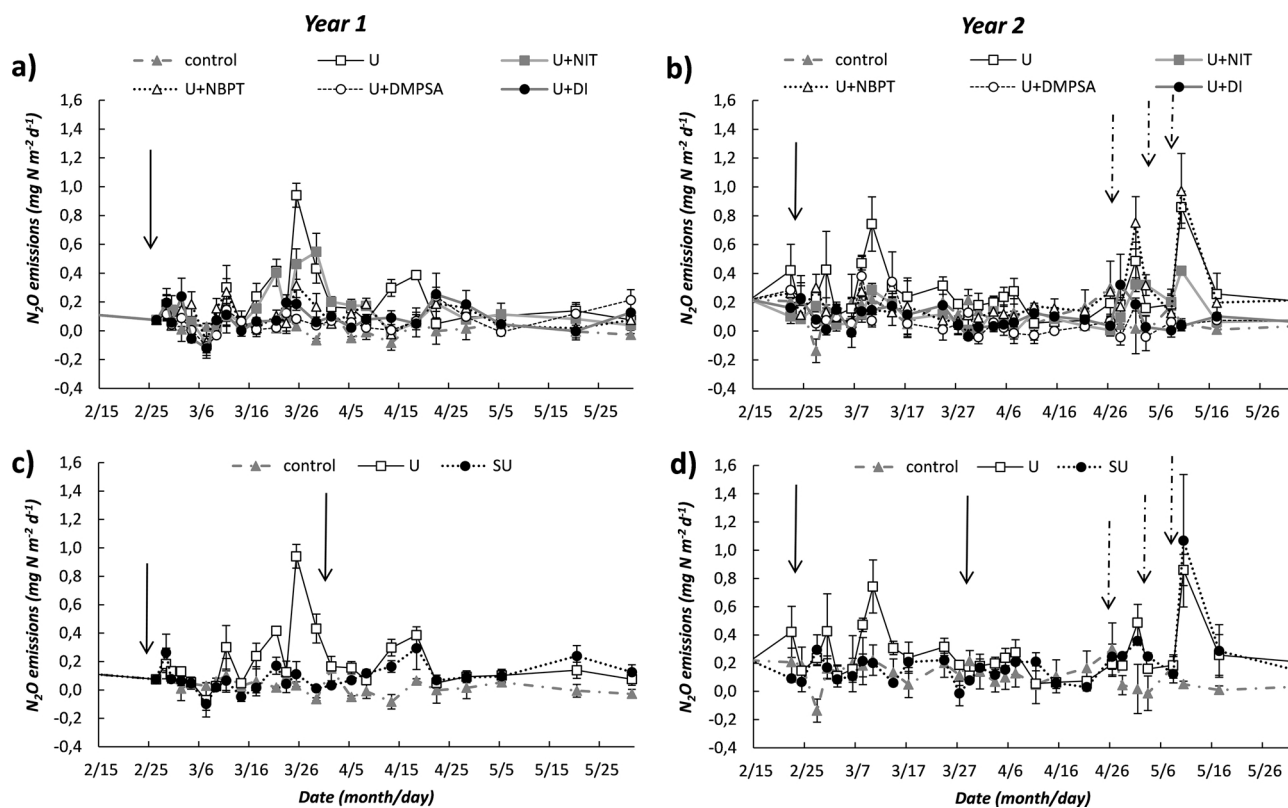 Year 1
Year 2
a)
control U U+NIT
U+NBPT U+DMPSA U+DI
N₂O emissions (mg N m⁻² d⁻¹)
1,6
1,4
1,2
1,0
0,8
0,6
0,4
0,2
0,0
-0,2
-0,4
2/15 2/25 3/6 3/16 3/26 4/5 4/15 4/25 5/5 5/15 5/25
b)
control U U+NIT
U+NBPT U+DMPSA U+DI
N₂O emissions (mg N m⁻² d⁻¹)
1,6
1,4
1,2
1,0
0,8
0,6
0,4
0,2
0,0
-0,2
-0,4
2/15 2/25 3/7 3/17 3/27 4/6 4/16 4/26 5/6 5/16 5/26
c)
control U SU
N₂O emissions (mg N m⁻² d⁻¹)
1,6
1,4
1,2
1,0
0,8
0,6
0,4
0,2
0,0
-0,2
-0,4
2/15 2/25 3/6 3/16 3/26 4/5 4/15 4/25 5/5 5/15 5/25
Date (month/day)
d)
control U SU
N₂O emissions (mg N m⁻² d⁻¹)
1,6
1,4
1,2
1,0
0,8
0,6
0,4
0,2
0,0
-0,2
-0,4
2/15 2/25 3/7 3/17 3/27 4/6 4/16 4/26 5/6 5/16 5/26
Date (month/day)